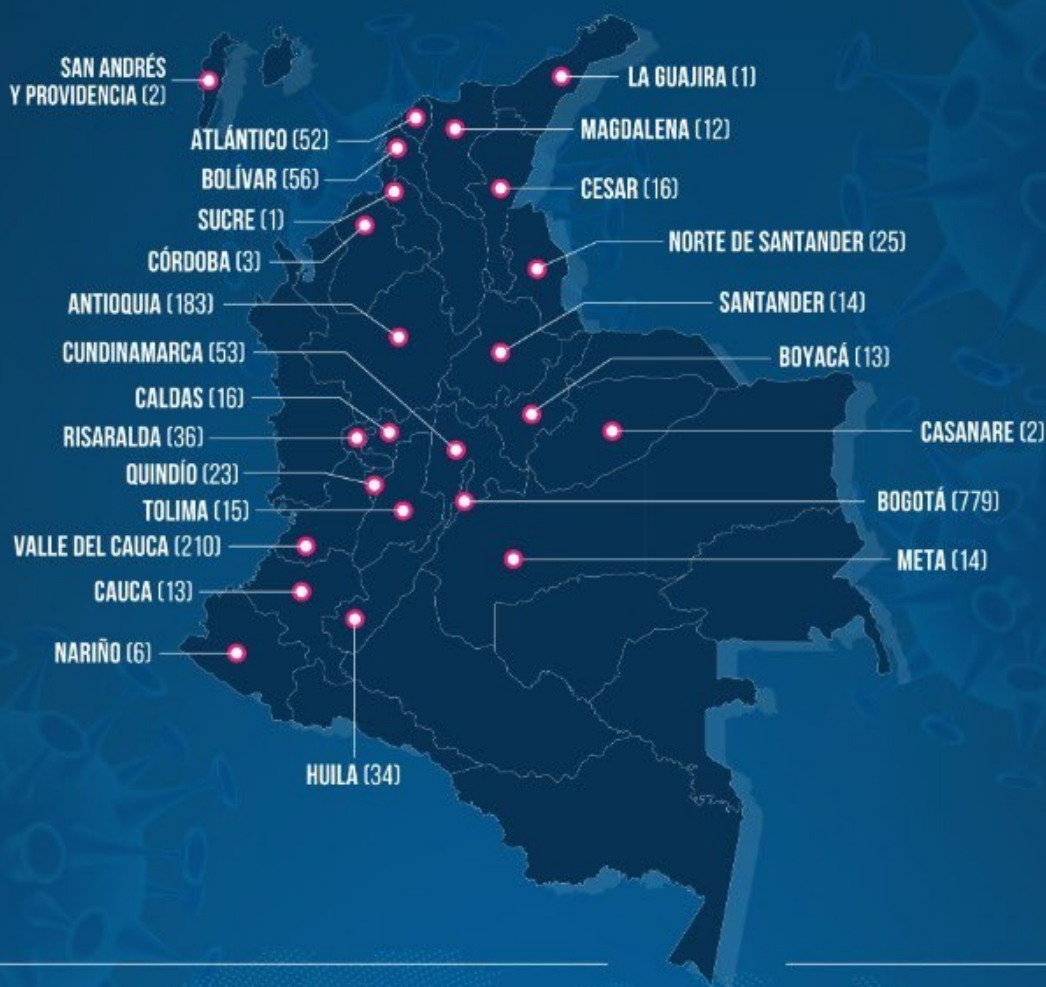 SAN ANDRÉS
Y PROVIDENCIA (2)
LA GUAJIRA (1)
ATLÁNTICO (52)
MAGDALENA (12)
BOLÍVAR (56)
CESAR (16)
SUCRE (1)
NORTE DE SANTANDER (25)
CÓRDOBA (3)
ANTIOQUIA (183)
SANTANDER (14)
CUNDINAMARCA (53)
BOYACÁ (13)
CALDAS (16)
RISARALDA (36)
CASANARE (2)
QUINDÍO (23)
BOGOTÁ (779)
TOLIMA (15)
VALLE DEL CAUCA (210)
META (14)
CAUCA (13)
NARIÑO (6)
HUILA (34)